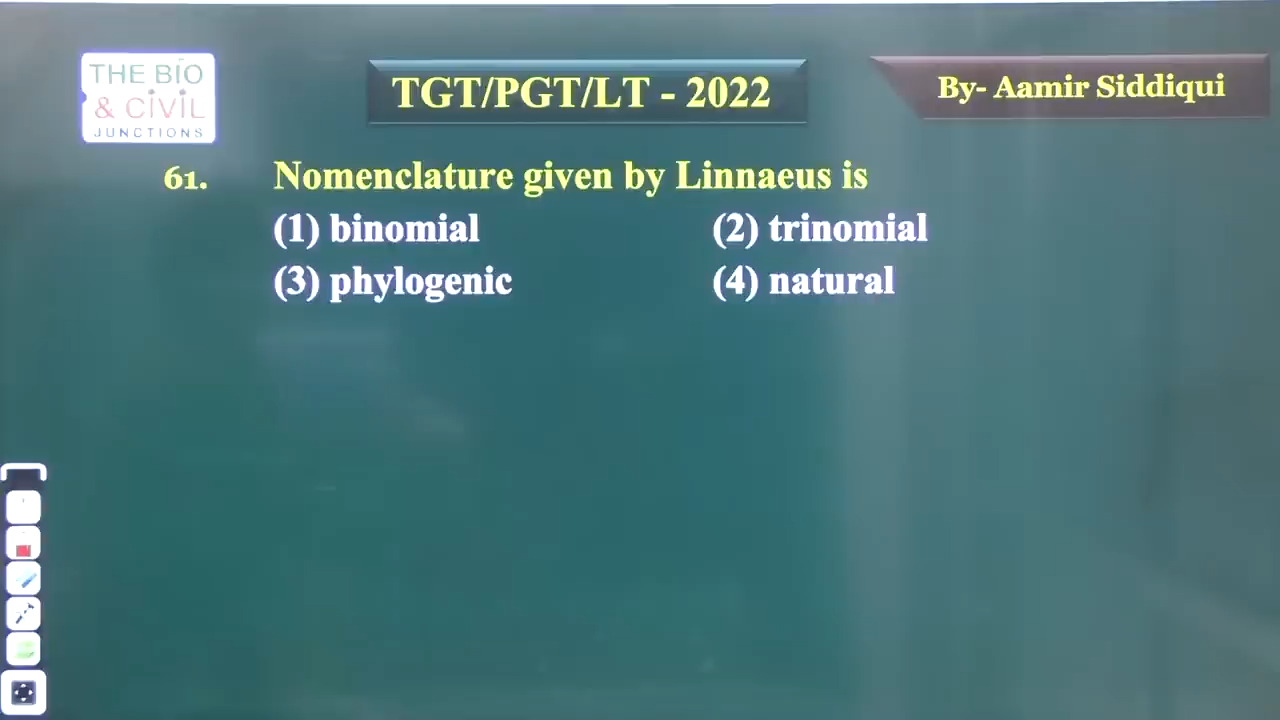 THE BIO
& CIVIL
JUNCTIONS
TGT/PGT/LT - 2022
By- Aamir Siddiqui
61. Nomenclature given by Linnaeus is
(1) binomial (2) trinomial
(3) phylogenic (4) natural